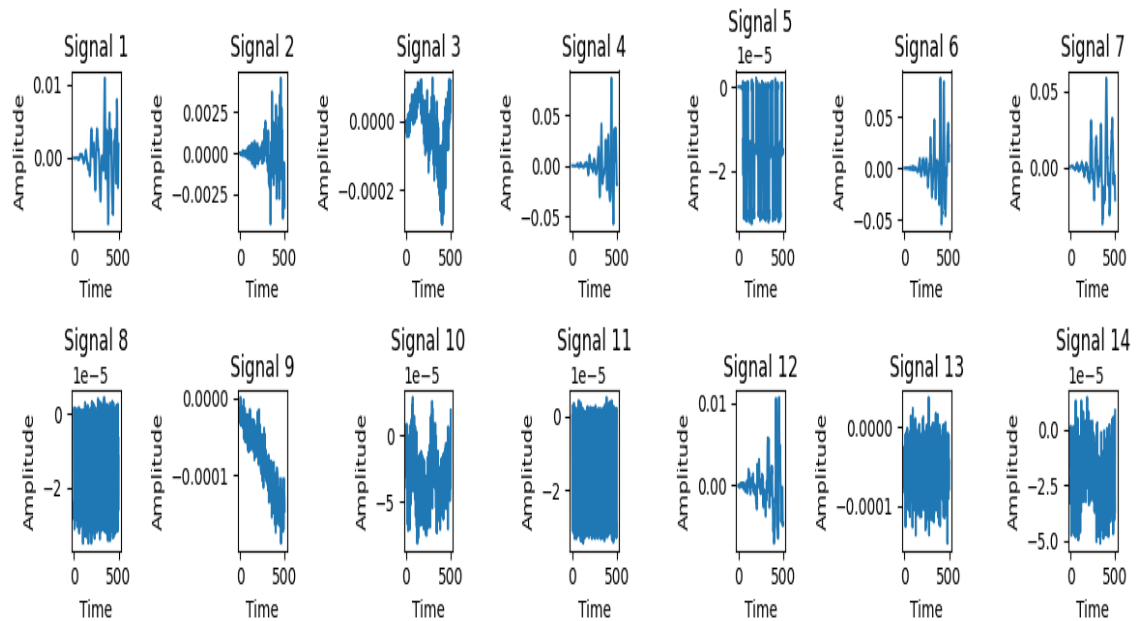 Signal 1
Amplitude
0.01
0.00
0 500
Time
Signal 2
Amplitude
0.0025
0.0000
−0.0025
0 500
Time
Signal 3
Amplitude
0.0000
−0.0002
0 500
Time
Signal 4
Amplitude
0.05
0.00
−0.05
0 500
Time
Signal 5
1e−5
Amplitude
0
−2
0 500
Time
Signal 6
Amplitude
0.05
0.00
−0.05
0 500
Time
Signal 7
Amplitude
0.05
0.00
0 500
Time
Signal 8
1e−5
Amplitude
0
−2
0 500
Time
Signal 9
Amplitude
0.0000
−0.0001
0 500
Time
Signal 10
1e−5
Amplitude
0
−5
0 500
Time
Signal 11
1e−5
Amplitude
0
−2
0 500
Time
Signal 12
Amplitude
0.01
0.00
0 500
Time
Signal 13
Amplitude
0.0000
−0.0001
0 500
Time
Signal 14
1e−5
Amplitude
0.0
−2.5
−5.0
0 500
Time